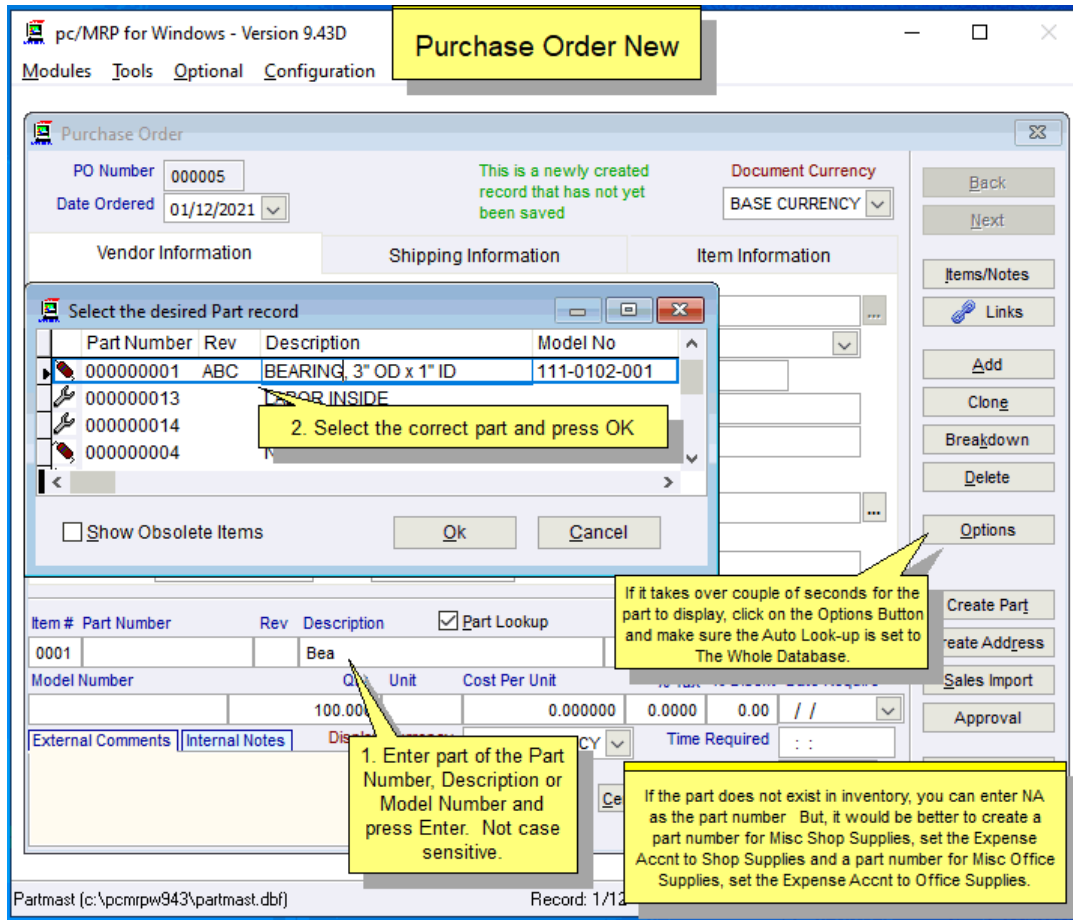 pc/MRP for Windows - Version 9.43D
Purchase Order New
Modules Tools Optional Configuration
Purchase Order
PO Number 000005
This is a newly created
record that has not yet
been saved
Document Currency
Date Ordered 01/12/2021
BASE CURRENCY
Back
Next
Vendor Information Shipping Information Item Information
Items/Notes
Links
Select the desired Part record
Part Number Rev Description Model No
000000001 ABC BEARING, 3" OD x 1" ID 111-0102-001
000000013 LABOR INSIDE
000000014
000000004
2. Select the correct part and press OK
Show Obsolete Items Ok Cancel
Add
Clone
Breakdown
Delete
...
...
Options
If it takes over couple of seconds for the
part to display, click on the Options Button
and make sure the Auto Look-up is set to
The Whole Database.
Create Part
reate Address
Sales Import
Approval
Item # Part Number Rev Description Part Lookup
0001 Bea
Model Number Unit Cost Per Unit
100.000 0.000000 0.0000 0.00 / /
External Comments Internal Notes CY Time Required : :
1. Enter part of the Part
Number, Description or
Model Number and
press Enter. Not case
sensitive.
Ce
If the part does not exist in inventory, you can enter NA
as the part number But, it would be better to create a
part number for Misc Shop Supplies, set the Expense
Accnt to Shop Supplies and a part number for Misc Office
Supplies, set the Expense Accnt to Office Supplies.
Partmast (c:\pcmrpw943\partmast.dbf) Record: 1/12